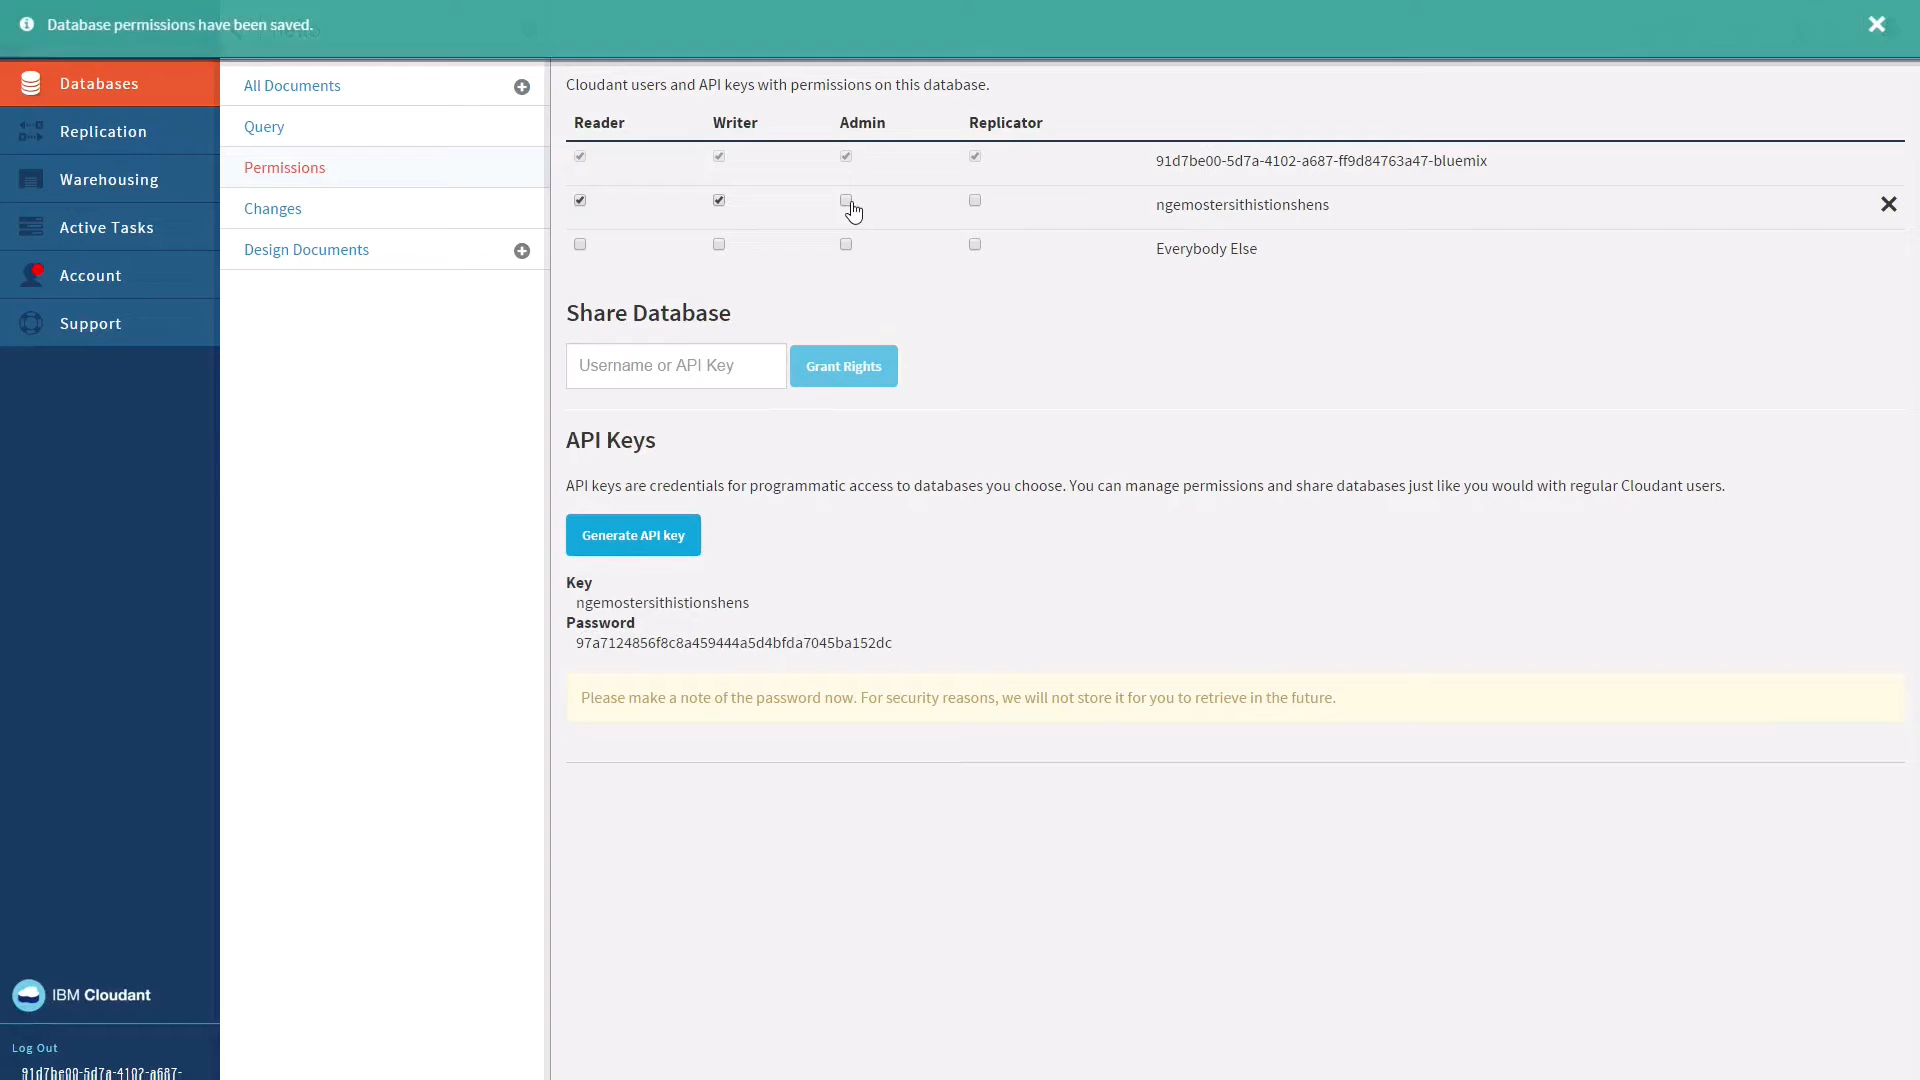 Database permissions have been saved.
Databases
Replication
Warehousing
Active Tasks
Account
Support
IBM Cloudant
Log Out
91d7be00-5d7a-4102-a687-
All Documents
Query
Permissions
Changes
Design Documents
Cloudant users and API keys with permissions on this database.
Reader Writer Admin Replicator
91d7be00-5d7a-4102-a687-ff9d84763a47-bluemix
ngemostersithistionshens
Everybody Else
Share Database
Username or API Key Grant Rights
API Keys
API keys are credentials for programmatic access to databases you choose. You can manage permissions and share databases just like you would with regular Cloudant users.
Generate API key
Key
ngemostersithistionshens
Password
97a7124856f8c8a459444a5d4bfda7045ba152dc
Please make a note of the password now. For security reasons, we will not store it for you to retrieve in the future.